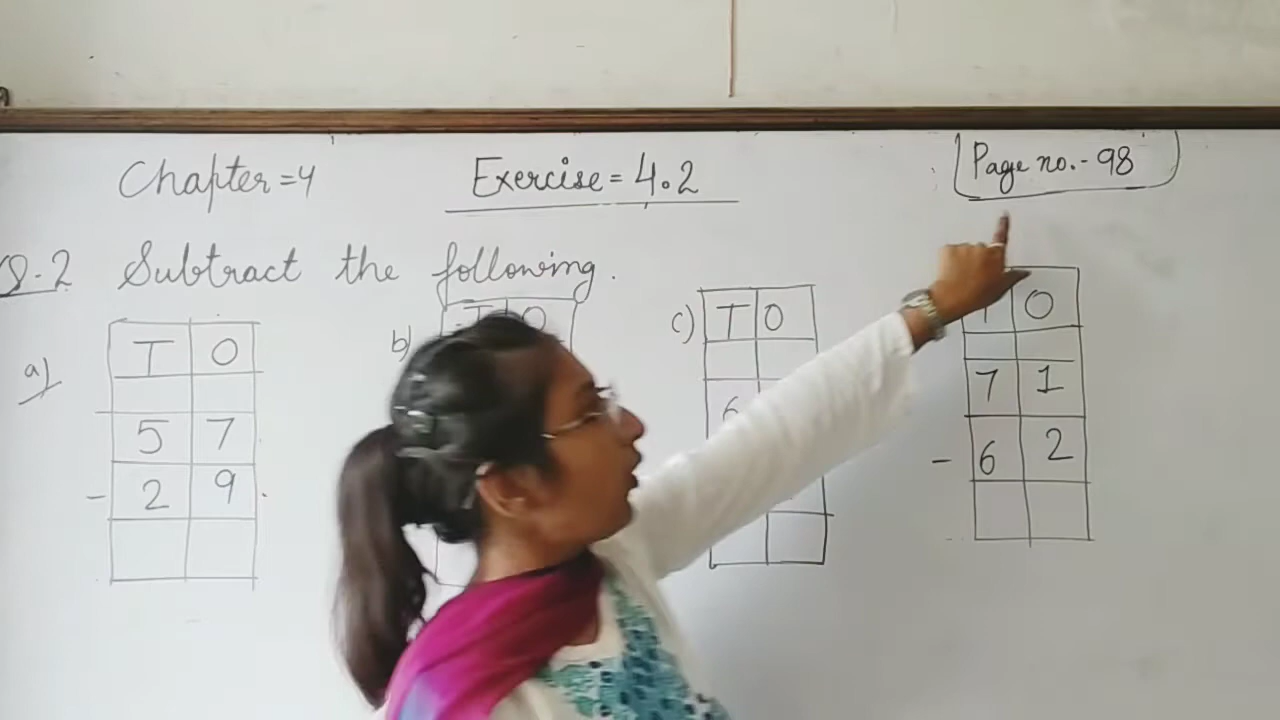 Chapter = 4 Exercise = 4.2 Page no. - 98
Q.2 Subtract the following.
a) T O
5 7
- 2 9
b) T O
c) T O
6
O
7 1
- 6 2